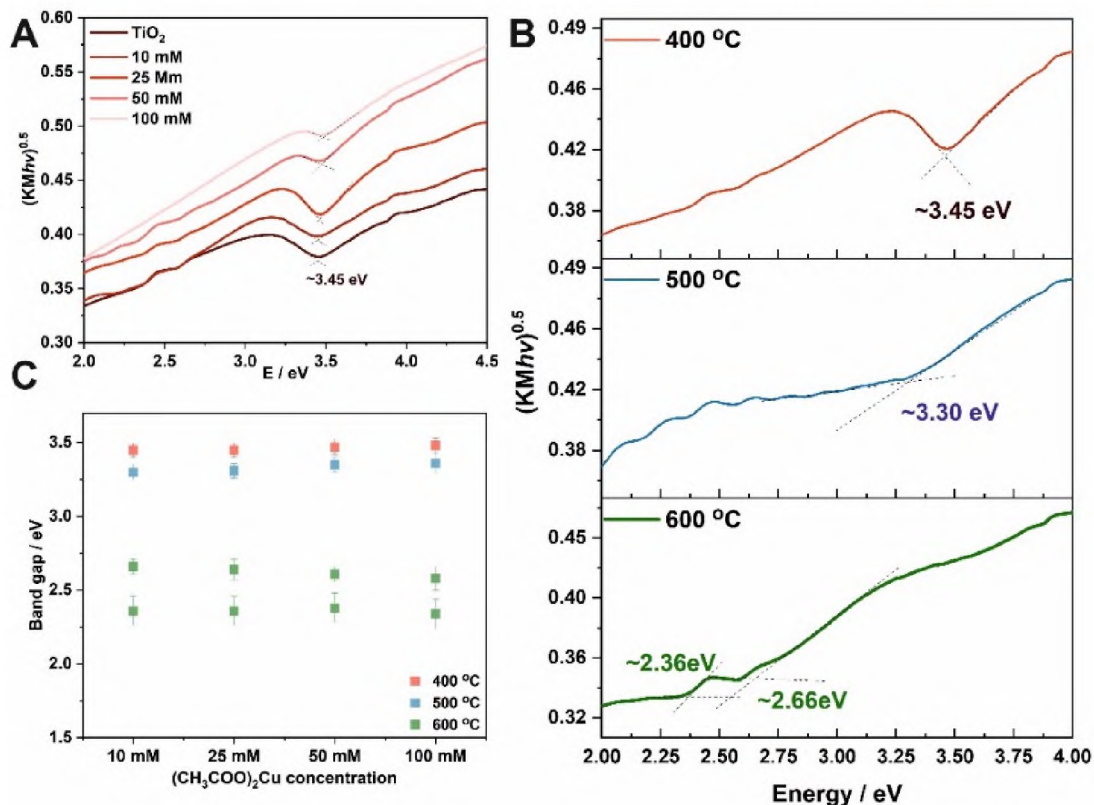 A
TiO2
10 mM
25 Mm
50 mM
100 mM
(KMhv)^0.5
0.60
0.55
0.50
0.45
0.40
0.35
0.30
~3.45 eV
2.0 2.5 3.0 3.5 4.0 4.5
E / eV
B
400 °C
0.49
0.46
0.42
0.38
~3.45 eV
500 °C
0.49
0.46
0.42
0.38
~3.30 eV
(KMhv)^0.5
600 °C
0.45
0.40
0.36
0.32
~2.36eV
~2.66eV
2.00 2.25 2.50 2.75 3.00 3.25 3.50 3.75 4.00
Energy / eV
C
Band gap / eV
3.5
3.0
2.5
2.0
1.5
400 °C
500 °C
600 °C
10 mM 25 mM 50 mM 100 mM
(CH3COO)2Cu concentration